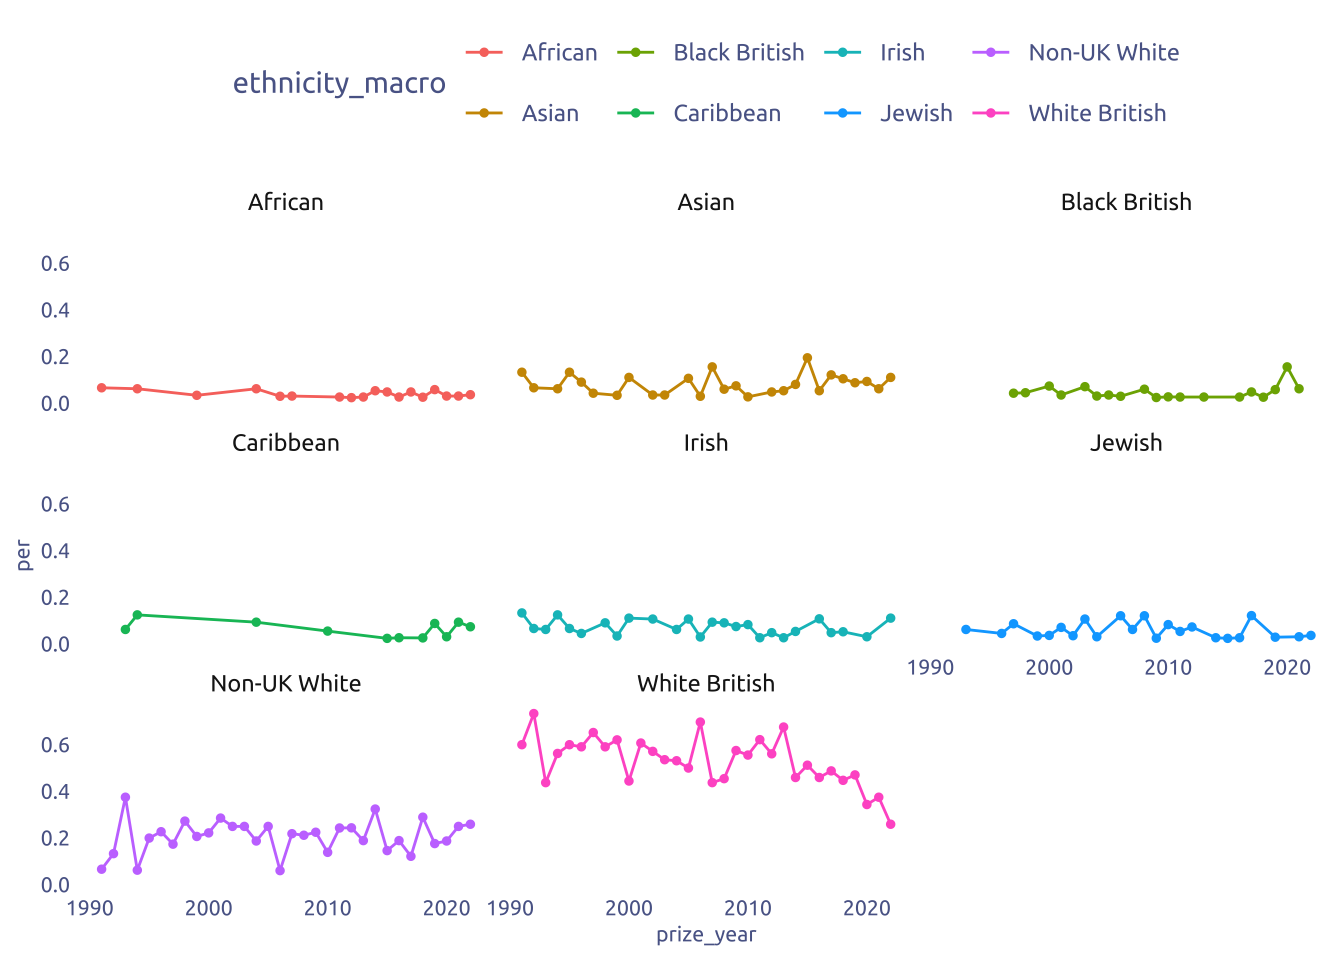 ethnicity_macro
African Black British Irish Non-UK White
Asian Caribbean Jewish White British
African Asian Black British
0.6
0.4
0.2
0.0
Caribbean Irish Jewish
0.6
0.4
0.2
0.0
1990 2000 2010 2020
per
Non-UK White White British
0.6
0.4
0.2
0.0
1990 2000 2010 2020 1990 2000 2010 2020
prize_year